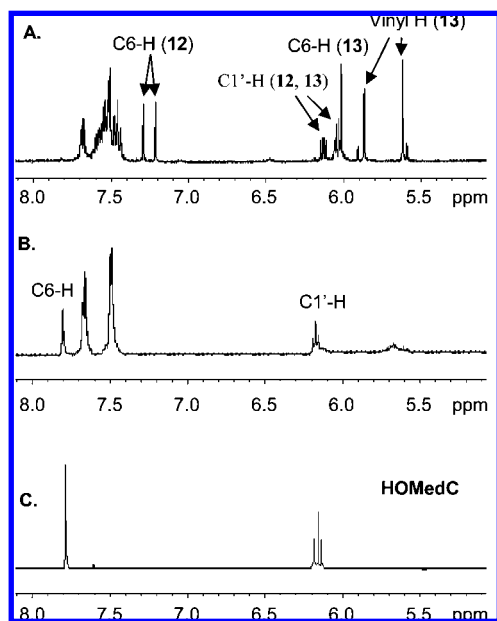 A.
Vinyl H (13)
C6-H (12)
C6-H (13)
C1'-H (12, 13)
8.0 7.5 7.0 6.5 6.0 5.5 ppm
B.
C6-H
C1'-H
8.0 7.5 7.0 6.5 6.0 5.5 ppm
C.
HOMedC
8.0 7.5 7.0 6.5 6.0 5.5 ppm